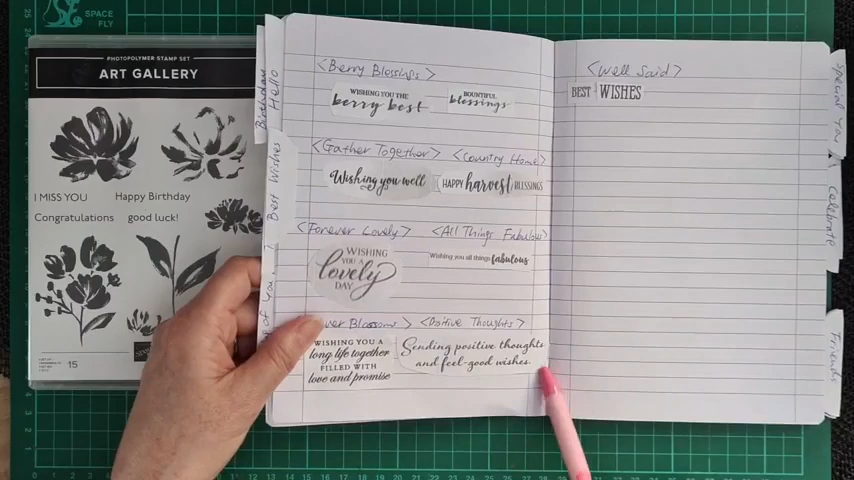 SPACE
FLY
PHOTOPOLYMER STAMP SET
ART GALLERY
I MISS YOU
Happy Birthday
Congratulations
good luck!
15
Birthday
Hello
Best Wishes
of You
<Berry Blessings>
WISHING YOU THE
berry best
BOUNTIFUL
blessings
<Gather Together>
<Country Home>
Wishing you well
HAPPY harvest BLESSINGS
<Forever Lovely>
<All Things Fabulous>
WISHING
YOU A
lovely
DAY
Wishing you all things fabulous
Blossoms>
<Positive Thoughts>
WISHING YOU A
long life together
FILLED WITH
love and promise
Sending positive thoughts
and feel-good wishes.
<Well Said>
BEST WISHES
Special You
Celebrate
Friends